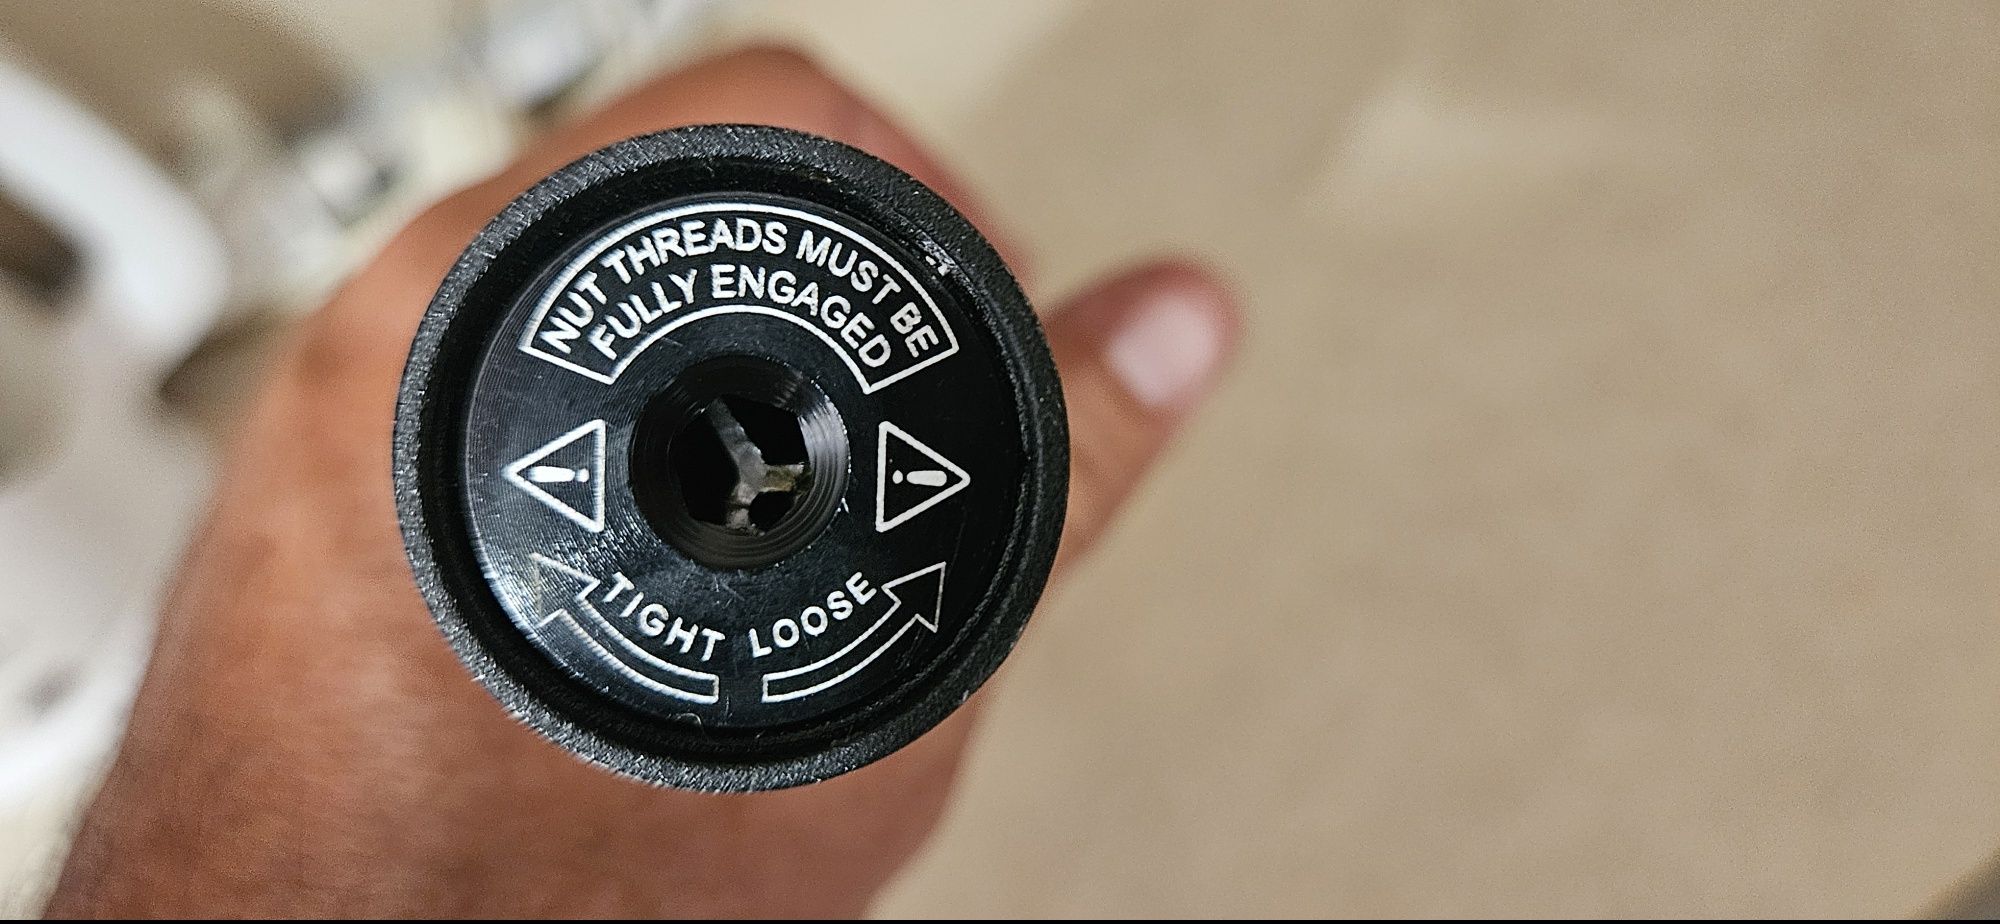 NUT THREADS MUST BE
FULLY ENGAGED
!
!
TIGHT LOOSE